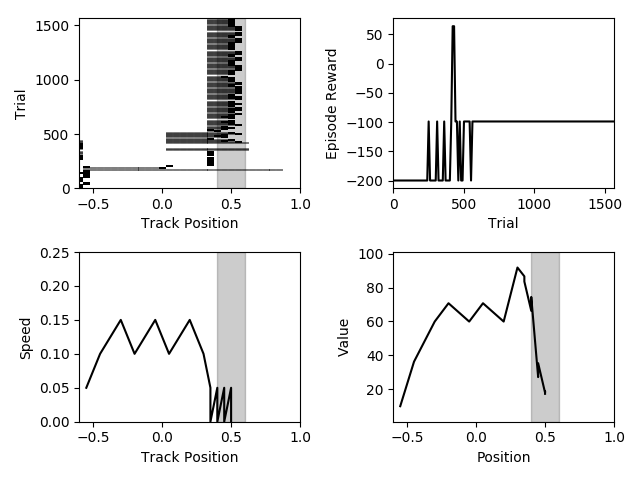 1500
1000
500
0
−0.5 0.0 0.5 1.0
Trial
Track Position
50
0
−50
−100
−150
−200
0 500 1000 1500
Episode Reward
Trial
0.25
0.20
0.15
0.10
0.05
0.00
−0.5 0.0 0.5 1.0
Speed
Track Position
100
80
60
40
20
−0.5 0.0 0.5 1.0
Value
Position